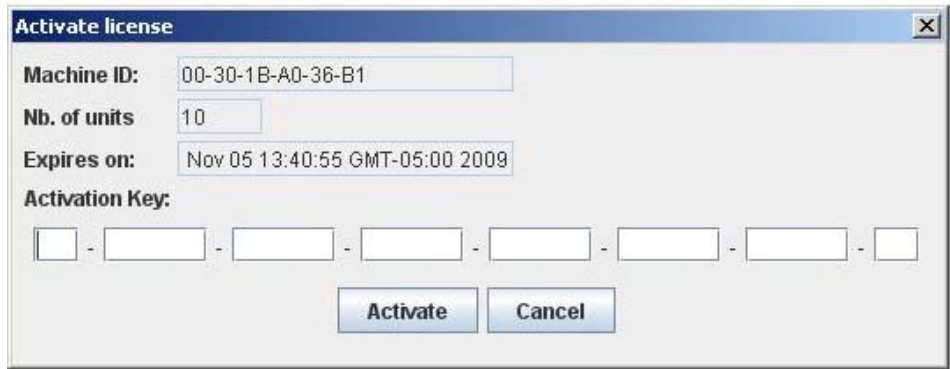 Activate license
Machine ID: 00-30-1B-A0-36-B1
Nb. of units 10
Expires on: Nov 05 13:40:55 GMT-05:00 2009
Activation Key:
- - - - - - -
Activate Cancel